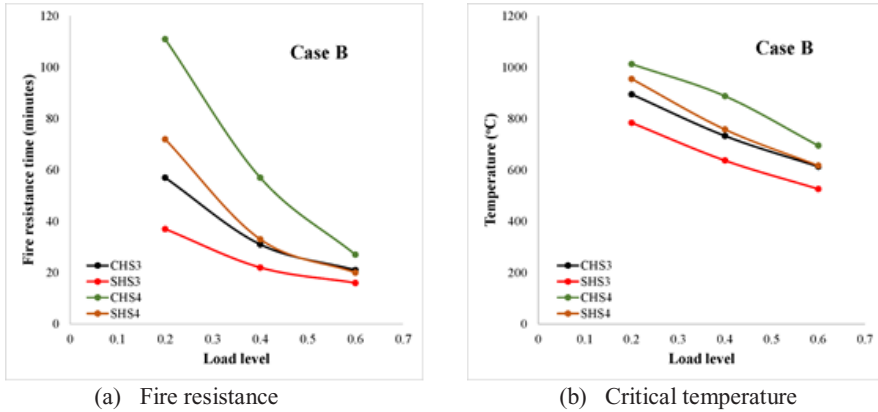 120
100
80
60
40
20
0
Fire resistance time (minutes)
Case B
CHS3
SHS3
CHS4
SHS4
0 0.1 0.2 0.3 0.4 0.5 0.6 0.7
Load level
(a) Fire resistance
1200
1000
800
600
400
200
0
Temperature (°C)
Case B
CHS3
SHS3
CHS4
SHS4
0 0.1 0.2 0.3 0.4 0.5 0.6 0.7
Load level
(b) Critical temperature